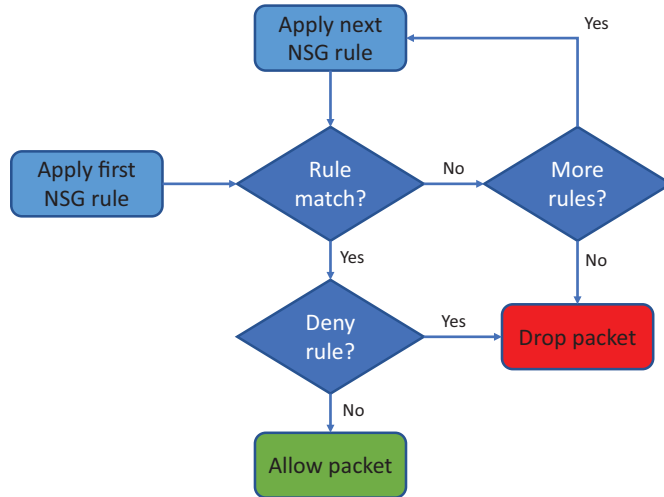 Apply next
NSG rule
Yes
Apply first
NSG rule
Rule
match?
No
More
rules?
Yes
No
Deny
rule?
Yes
Drop packet
No
Allow packet